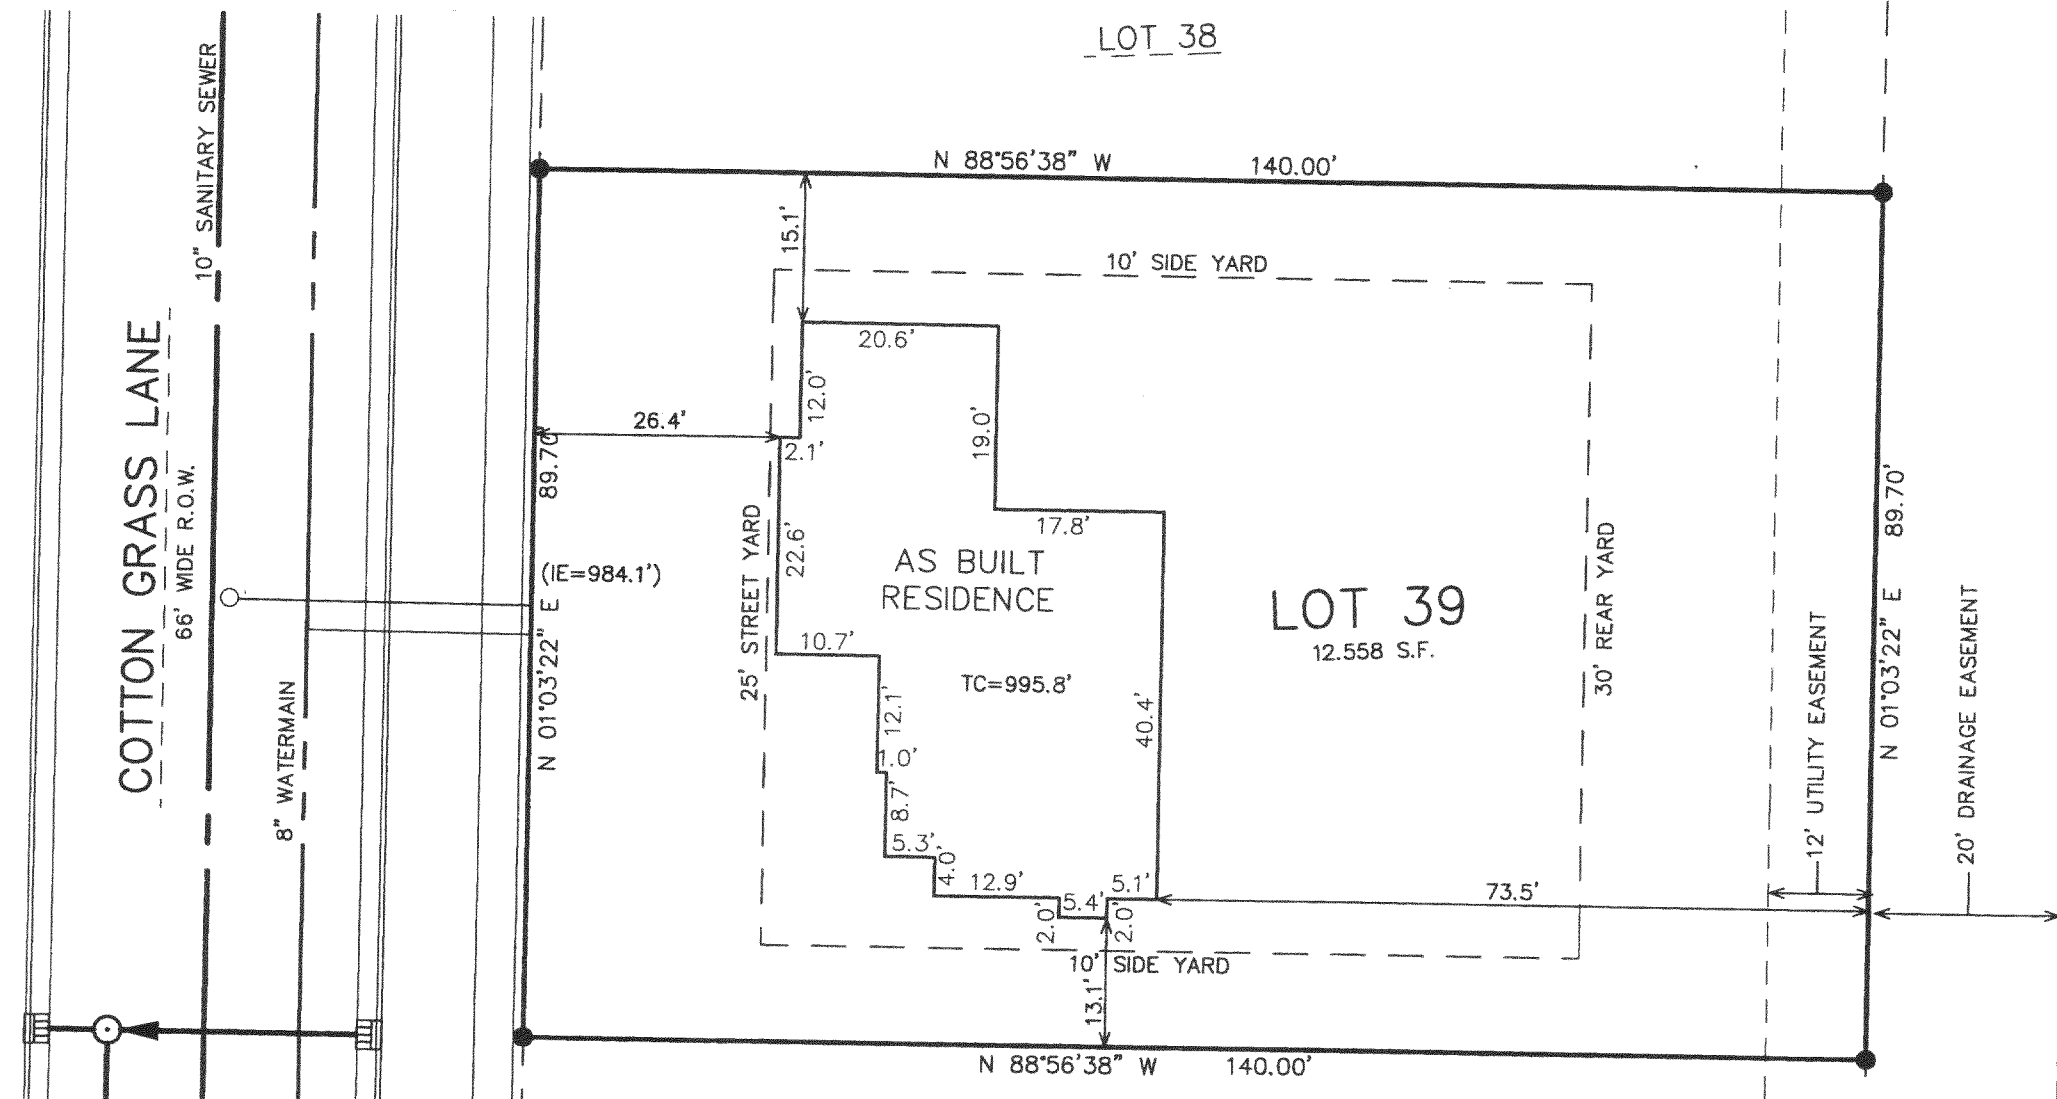 LOT 38
10" SANITARY SEWER
N 88°56'38" W 140.00'
15.1'
10' SIDE YARD
20.6'
12.0'
19.0'
26.4'
2.1'
89.70
COTTON GRASS LANE
66' WIDE R.O.W.
22.6'
25' STREET YARD
17.8'
AS BUILT
RESIDENCE
(IE=984.1')
LOT 39
12.558 S.F.
30' REAR YARD
89.70'
10.7'
TC=995.8'
12.1'
40.4'
N 01°03'22" E
N 01°03'22" E
8" WATERMAIN
1.0'
8.7'
5.3'
4.0'
12.9'
5.4'
5.1'
2.0'
2.0'
73.5'
12' UTILITY EASEMENT
20' DRAINAGE EASEMENT
10' SIDE YARD
13.1'
N 88°56'38" W 140.00'